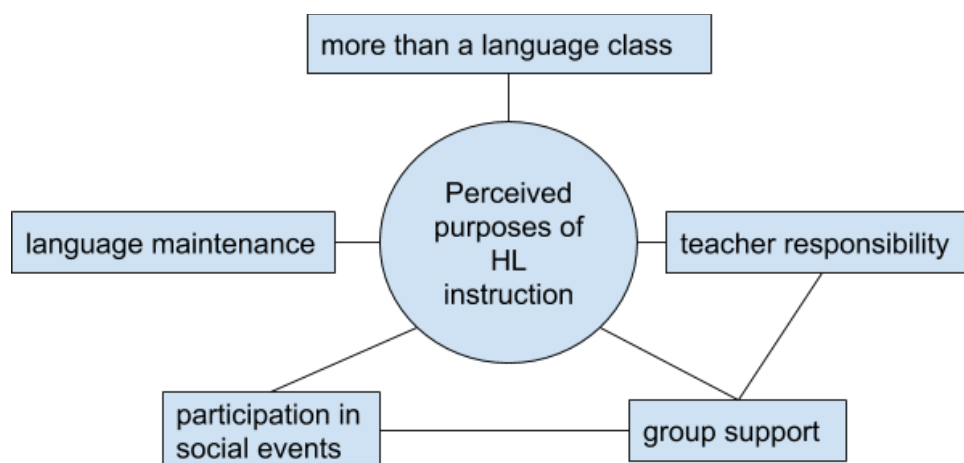 more than a language class
Perceived
purposes of
HL
instruction
language maintenance
teacher responsibility
participation in
social events
group support